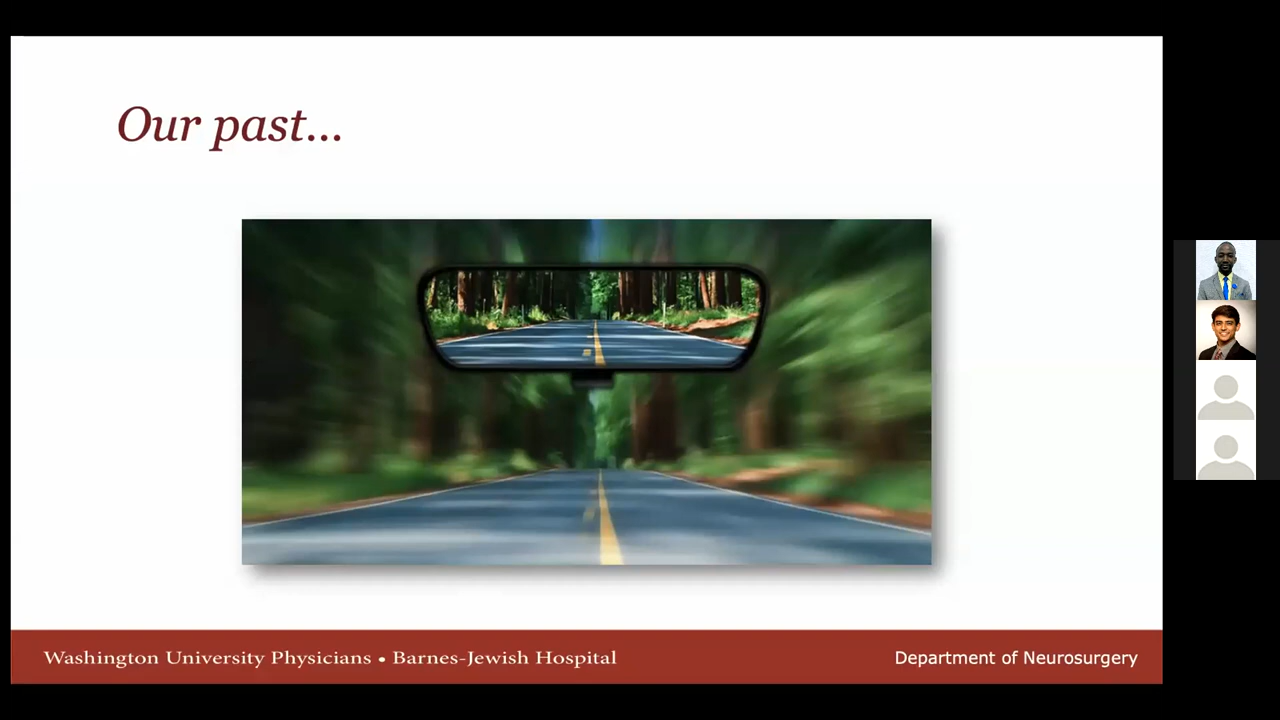 Our past...
Washington University Physicians • Barnes-Jewish Hospital
Department of Neurosurgery